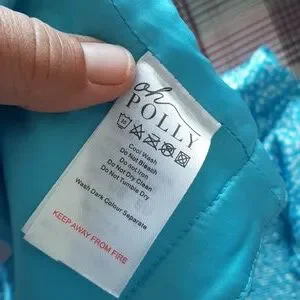 oh
POLLY
Cool Wash
Do Not Bleach
Do not Iron
Do Not Dry Clean
Do Not Tumble Dry
Wash Dark Colour Separate
KEEP AWAY FROM FIRE